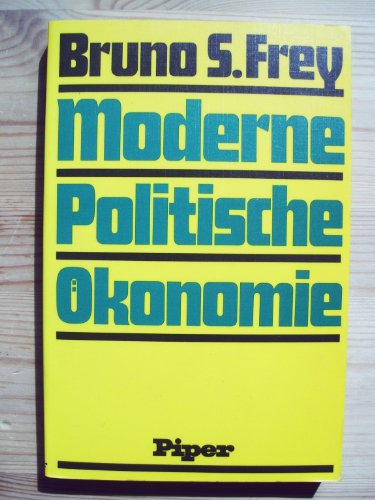 Bruno S. Frey
Moderne
Politische
Ökonomie
Piper